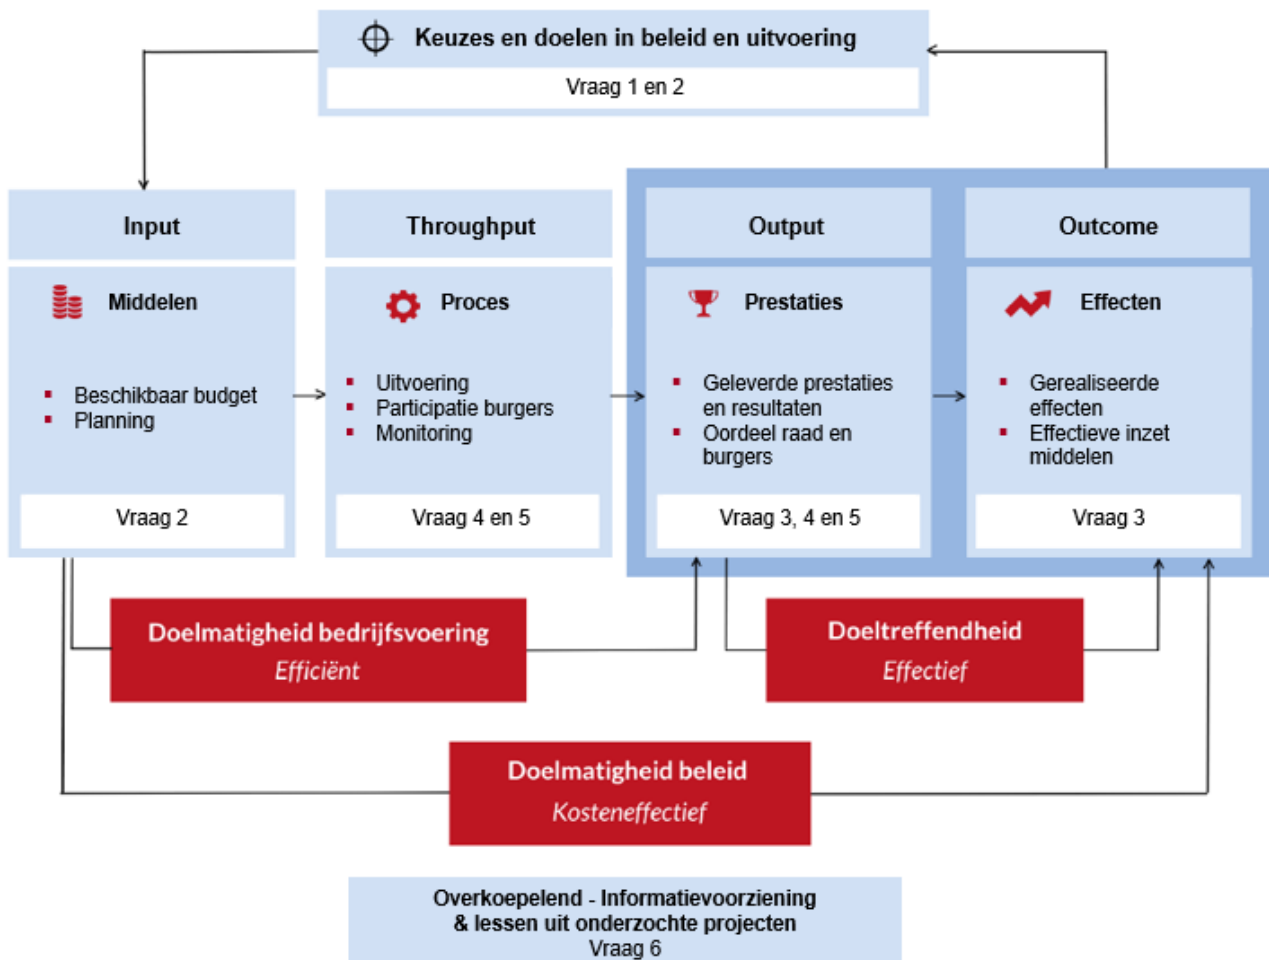 Keuzes en doelen in beleid en uitvoering
Vraag 1 en 2
Input
Throughput
Output
Outcome
Middelen
Beschikbaar budget
Planning
Vraag 2
Proces
Uitvoering
Participatie burgers
Monitoring
Vraag 4 en 5
Prestaties
Geleverde prestaties
en resultaten
Oordeel raad en
burgers
Vraag 3, 4 en 5
Effecten
Gerealiseerde
effecten
Effectieve inzet
middelen
Vraag 3
Doelmatigheid bedrijfsvoering
Efficiënt
Doeltreffendheid
Effectief
Doelmatigheid beleid
Kosteneffectief
Overkoepelend - Informatievoorziening
& lessen uit onderzochte projecten
Vraag 6